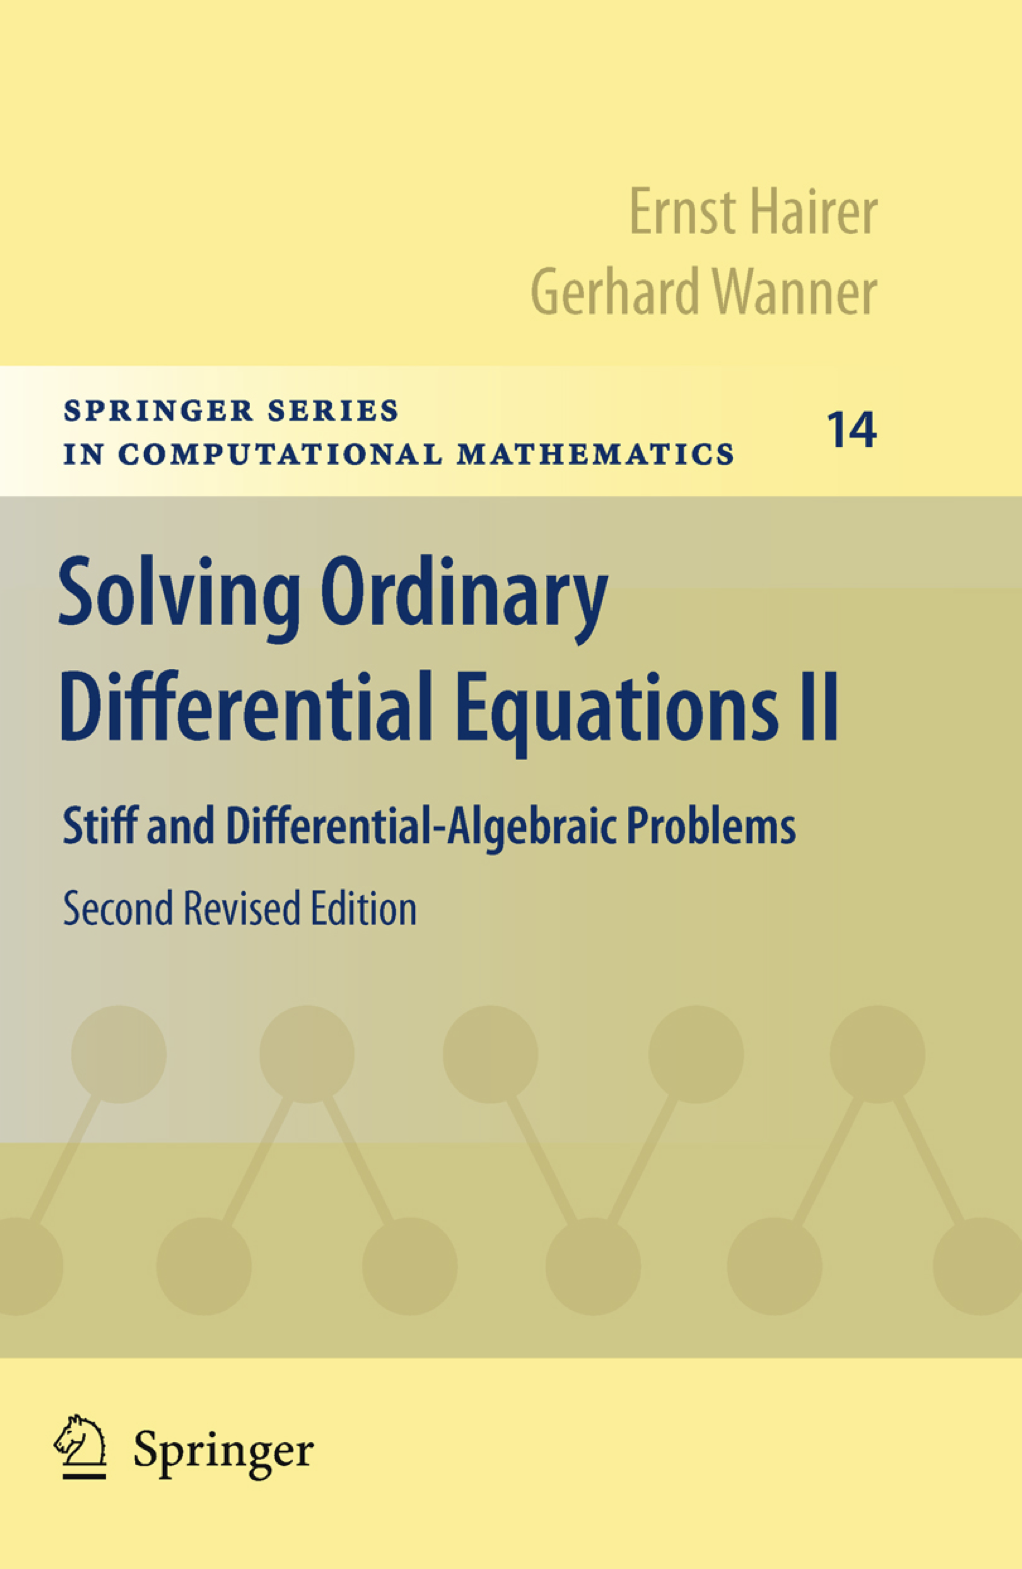 Ernst Hairer
Gerhard Wanner
SPRINGER SERIES
IN COMPUTATIONAL MATHEMATICS
14
Solving Ordinary
Differential Equations II
Stiff and Differential-Algebraic Problems
Second Revised Edition
Springer